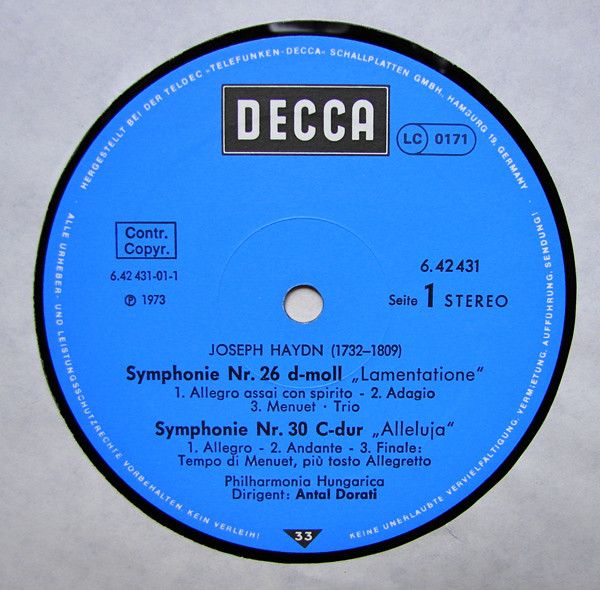 HERGESTELLT BEI DER TELDEC »TELEFUNKEN-DECCA« SCHALLPLATTEN GMBH, HAMBURG 19, GERMANY
DECCA
LC 0171
Contr.
Copyr.
6.42 431-01-1
℗ 1973
6.42 431
Seite 1 STEREO
JOSEPH HAYDN (1732–1809)
Symphonie Nr. 26 d-moll „Lamentatione“
1. Allegro assai con spirito - 2. Adagio
3. Menuet · Trio
Symphonie Nr. 30 C-dur „Alleluja“
1. Allegro - 2. Andante - 3. Finale:
Tempo di Menuet, più tosto Allegretto
Philharmonia Hungarica
Dirigent: Antal Dorati
33
ALLE URHEBER- UND LEISTUNGSSCHUTZRECHTE VORBEHALTEN. KEIN VERLEIH!
KEINE UNERLAUBTE VERVIELFÄLTIGUNG, VERMIETUNG, AUFFÜHRUNG, SENDUNG!